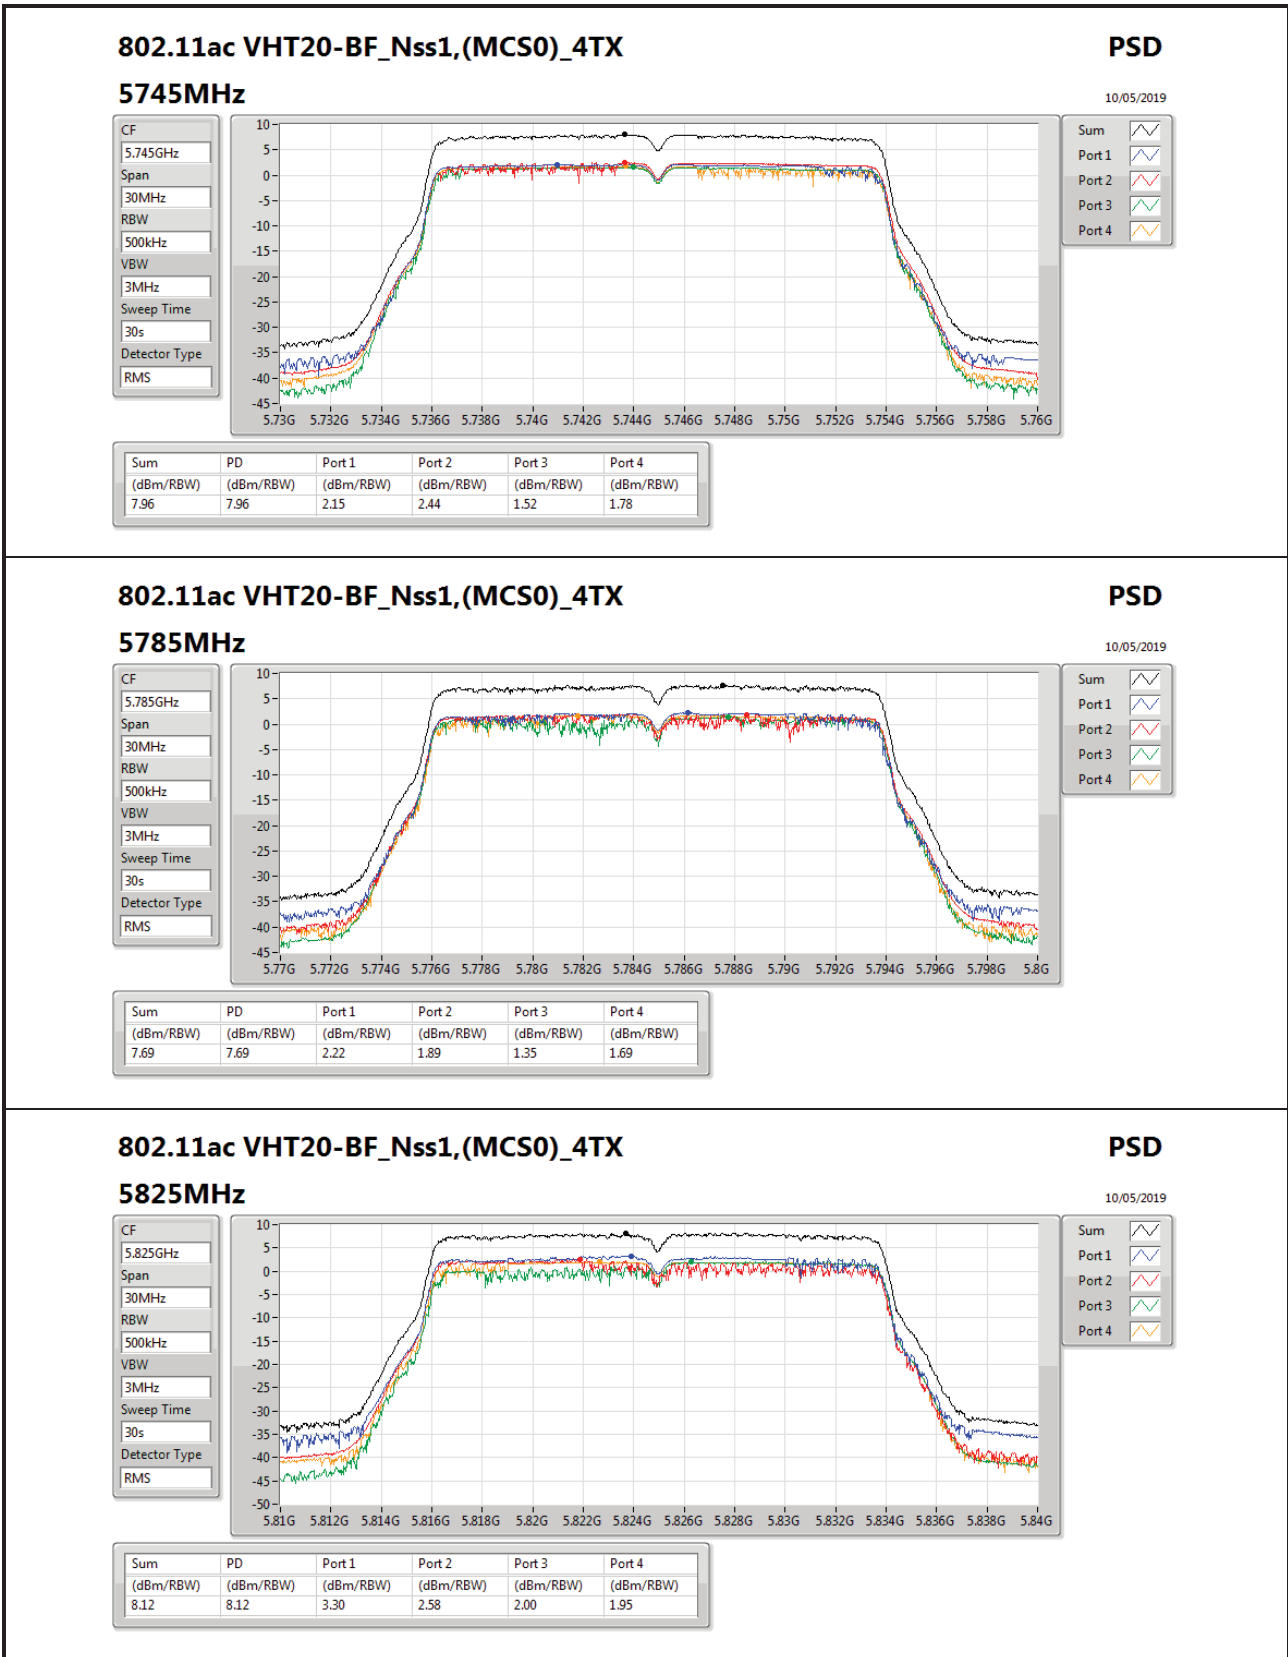 802.11ac VHT20-BF_Nss1,(MCS0)_4TX PSD
5745MHz 10/05/2019
CF
5.745GHz
Span
30MHz
RBW
500kHz
VBW
3MHz
Sweep Time
30s
Detector Type
RMS
10
5
0
-5
-10
-15
-20
-25
-30
-35
-40
-45
5.73G 5.732G 5.734G 5.736G 5.738G 5.74G 5.742G 5.744G 5.746G 5.748G 5.75G 5.752G 5.754G 5.756G 5.758G 5.76G
Sum
Port 1
Port 2
Port 3
Port 4
Sum PD Port 1 Port 2 Port 3 Port 4
(dBm/RBW) (dBm/RBW) (dBm/RBW) (dBm/RBW) (dBm/RBW) (dBm/RBW)
7.96 7.96 2.15 2.44 1.52 1.78
802.11ac VHT20-BF_Nss1,(MCS0)_4TX PSD
5785MHz 10/05/2019
CF
5.785GHz
Span
30MHz
RBW
500kHz
VBW
3MHz
Sweep Time
30s
Detector Type
RMS
10
5
0
-5
-10
-15
-20
-25
-30
-35
-40
-45
5.77G 5.772G 5.774G 5.776G 5.778G 5.78G 5.782G 5.784G 5.786G 5.788G 5.79G 5.792G 5.794G 5.796G 5.798G 5.8G
Sum
Port 1
Port 2
Port 3
Port 4
Sum PD Port 1 Port 2 Port 3 Port 4
(dBm/RBW) (dBm/RBW) (dBm/RBW) (dBm/RBW) (dBm/RBW) (dBm/RBW)
7.69 7.69 2.22 1.89 1.35 1.69
802.11ac VHT20-BF_Nss1,(MCS0)_4TX PSD
5825MHz 10/05/2019
CF
5.825GHz
Span
30MHz
RBW
500kHz
VBW
3MHz
Sweep Time
30s
Detector Type
RMS
10
5
0
-5
-10
-15
-20
-25
-30
-35
-40
-45
-50
5.81G 5.812G 5.814G 5.816G 5.818G 5.82G 5.822G 5.824G 5.826G 5.828G 5.83G 5.832G 5.834G 5.836G 5.838G 5.84G
Sum
Port 1
Port 2
Port 3
Port 4
Sum PD Port 1 Port 2 Port 3 Port 4
(dBm/RBW) (dBm/RBW) (dBm/RBW) (dBm/RBW) (dBm/RBW) (dBm/RBW)
8.12 8.12 3.30 2.58 2.00 1.95